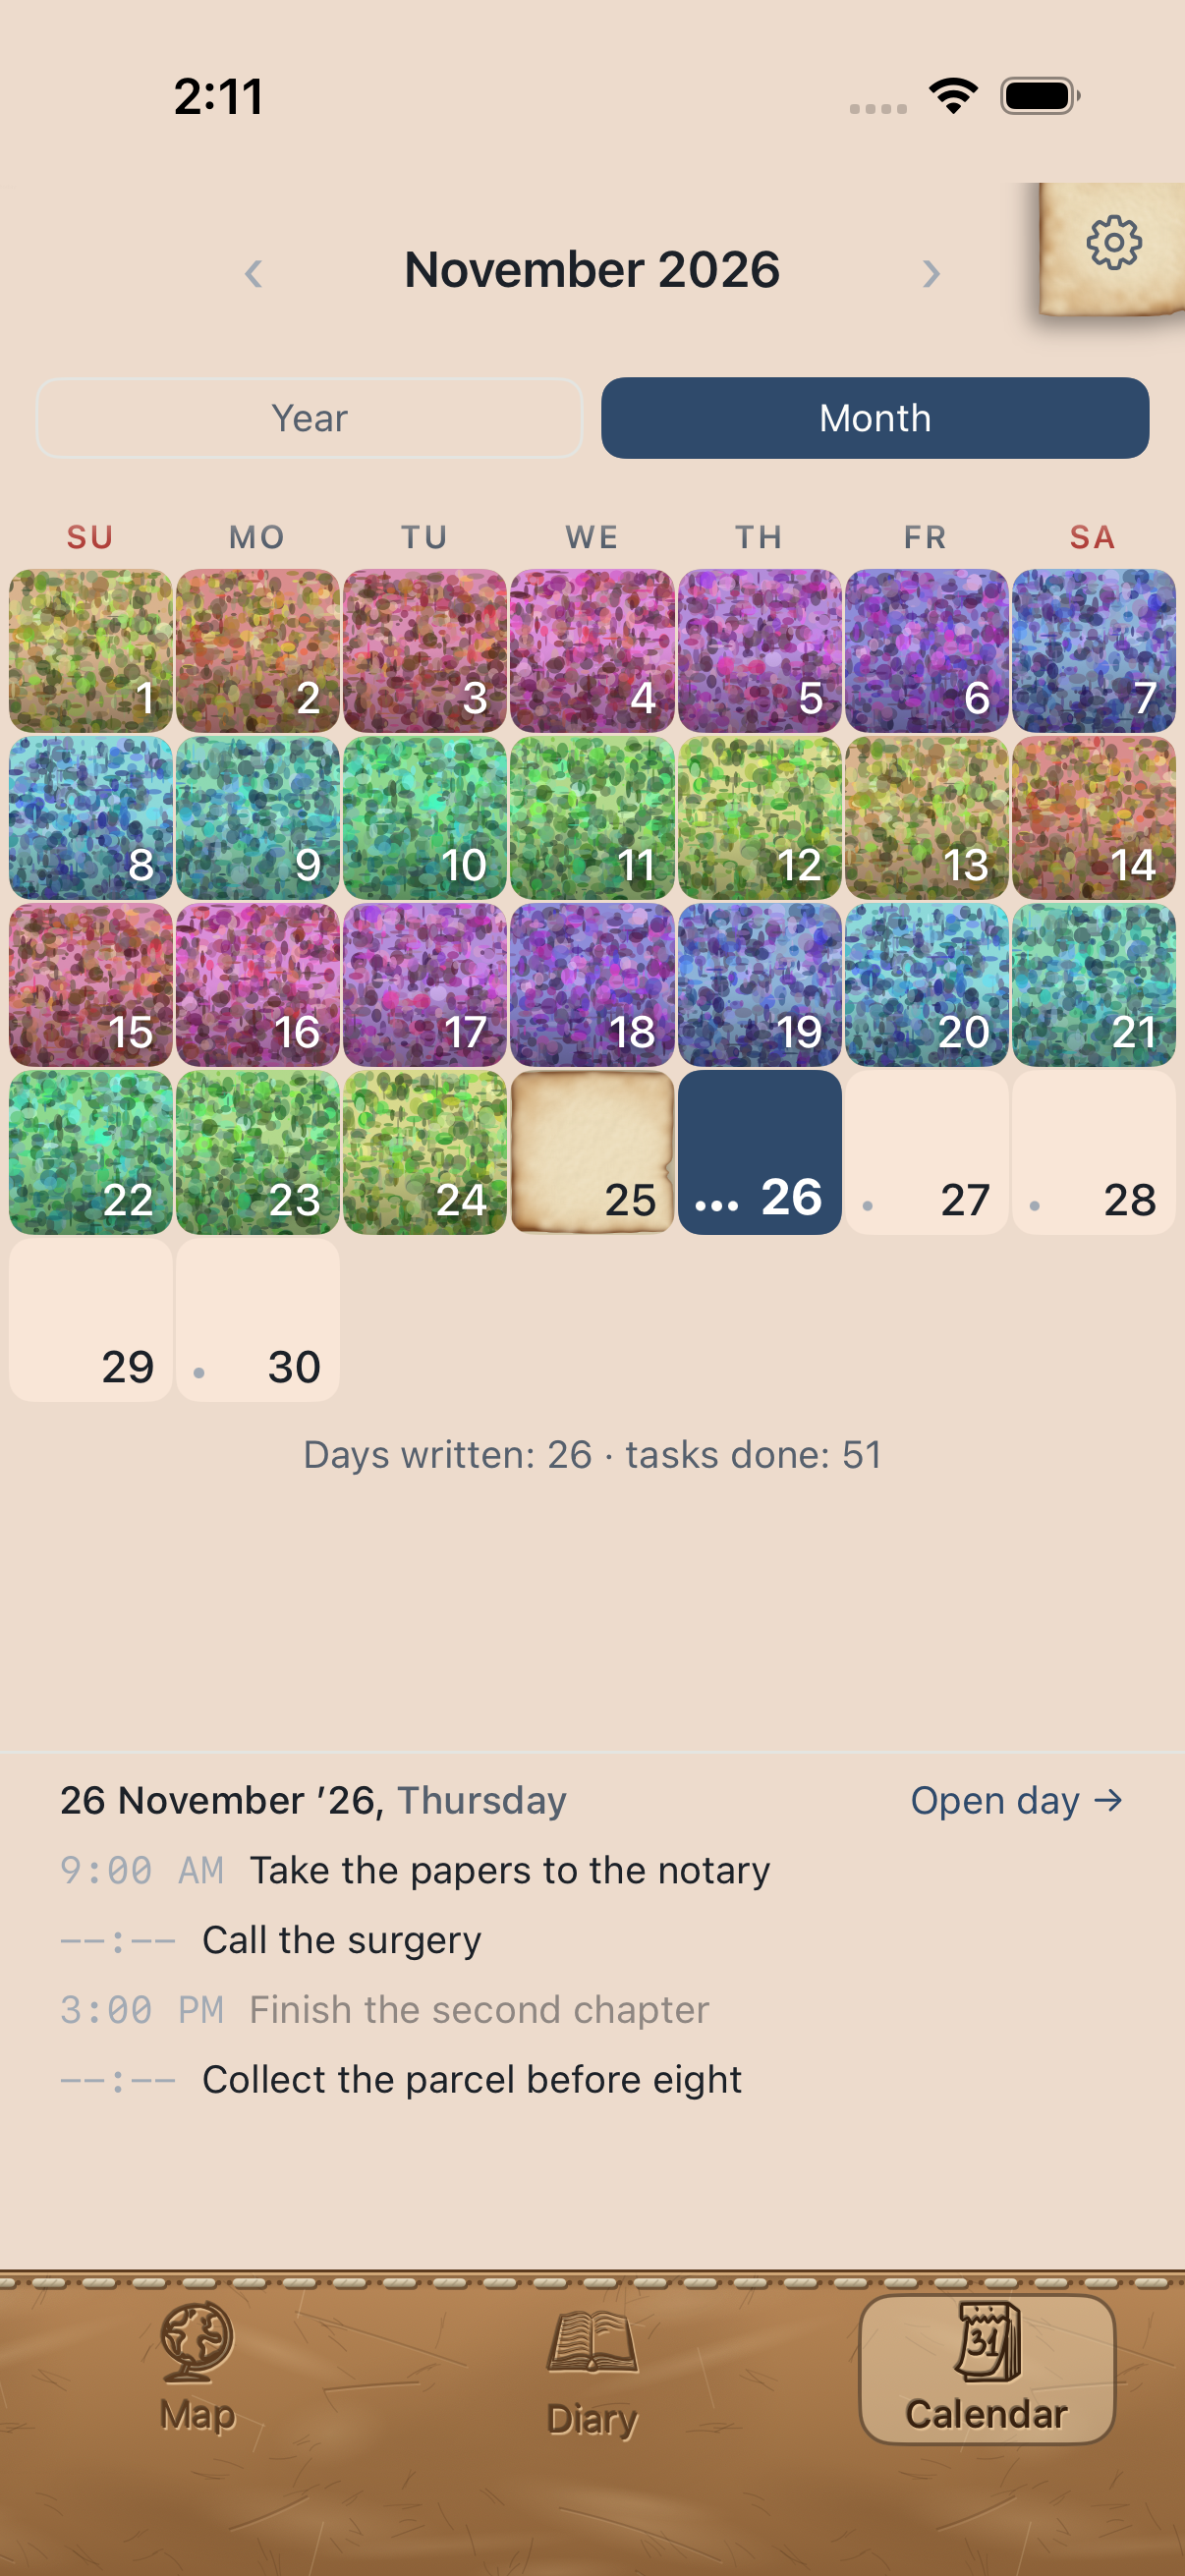 2:11
‹ November 2026 ›
Year Month
SU MO TU WE TH FR SA
1 2 3 4 5 6 7
8 9 10 11 12 13 14
15 16 17 18 19 20 21
22 23 24 25 ... 26 . 27 . 28
29 . 30
Days written: 26 · tasks done: 51
26 November ’26, Thursday Open day →
9:00 AM Take the papers to the notary
--:-- Call the surgery
3:00 PM Finish the second chapter
--:-- Collect the parcel before eight
31
Map Diary Calendar